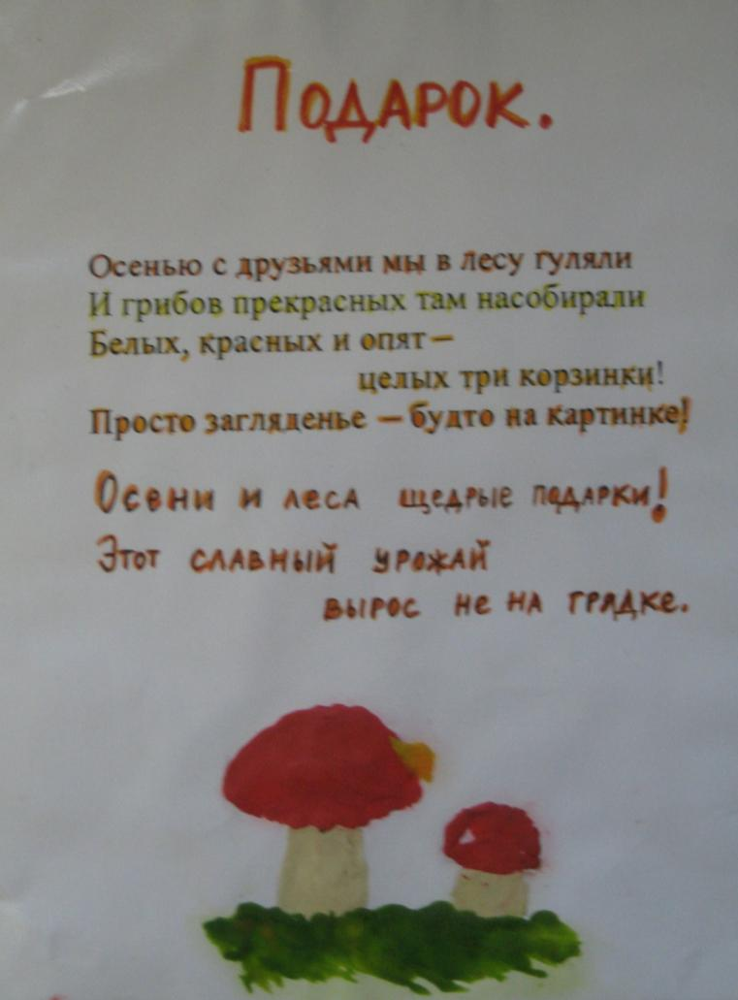 Подарок.
Осенью с друзьями мы в лесу гуляли
И грибов прекрасных там насобирали
Белых, красных и опят –
целых три корзинки!
Просто загляденье – будто на картинке!
Осени и леса щедрые подарки!
Этот славный урожай
вырос не на грядке.